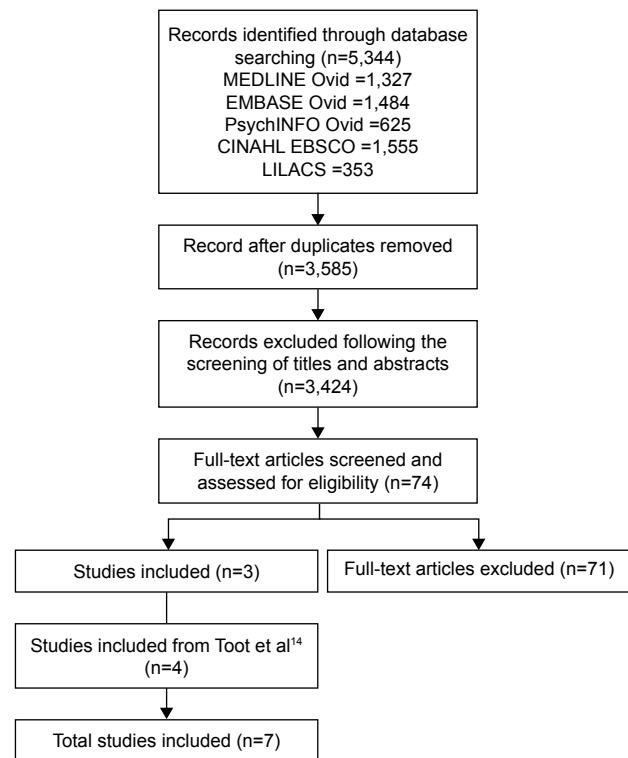 Records identified through database
searching (n=5,344)
MEDLINE Ovid =1,327
EMBASE Ovid =1,484
PsychINFO Ovid =625
CINAHL EBSCO =1,555
LILACS =353
Record after duplicates removed
(n=3,585)
Records excluded following the
screening of titles and abstracts
(n=3,424)
Full-text articles screened and
assessed for eligibility (n=74)
Studies included (n=3)
Full-text articles excluded (n=71)
Studies included from Toot et al¹⁴
(n=4)
Total studies included (n=7)